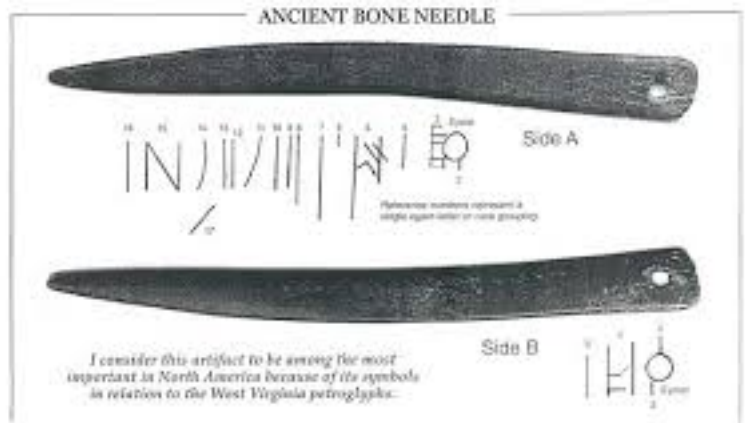 ANCIENT BONE NEEDLE
Side A
Reference numbers represent a
single ogam letter or rune grouping
Side B
I consider this artifact to be among the most
important in North America because of its symbols
in relation to the West Virginia petroglyphs.